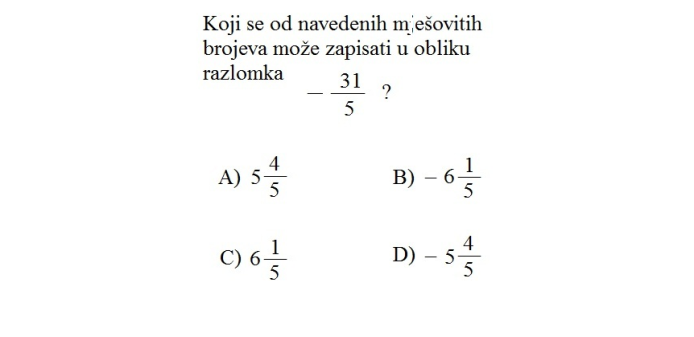 Koji se od navedenih mješovitih
brojeva može zapisati u obliku
razlomka
− 31/5 ?
A) 5 4/5
B) − 6 1/5
C) 6 1/5
D) − 5 4/5